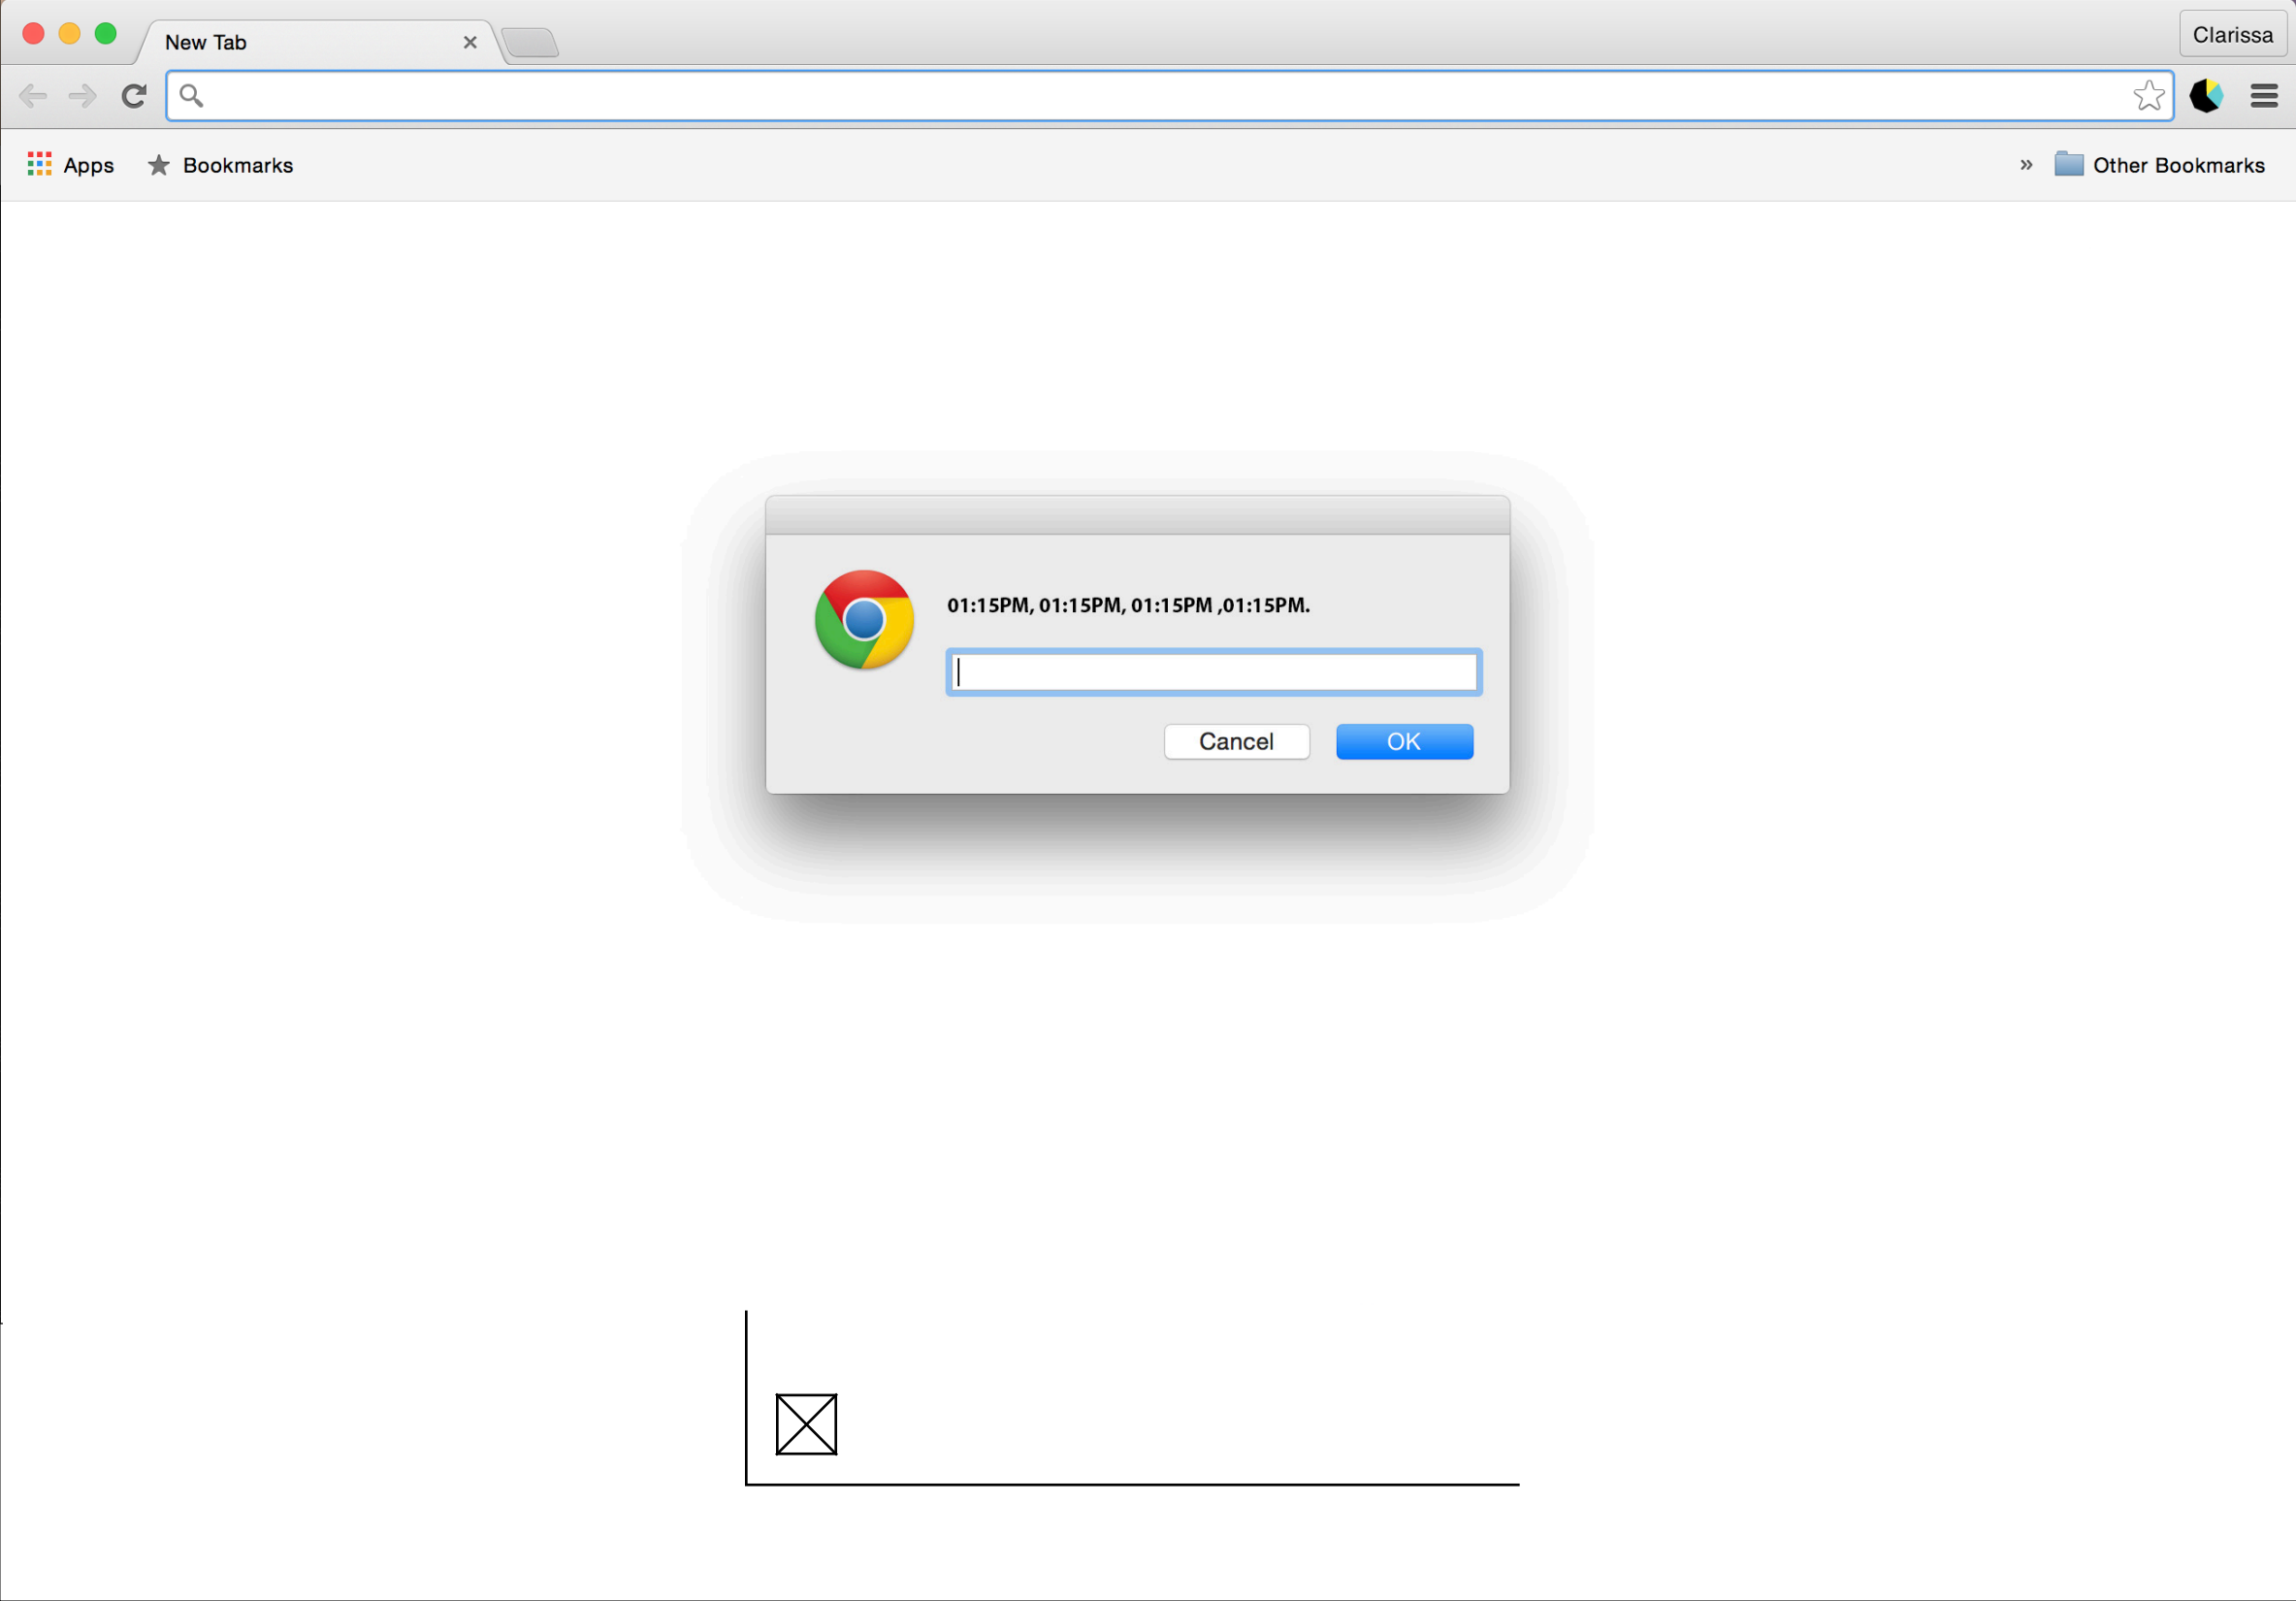 New Tab
Clarissa
Apps
Bookmarks
» Other Bookmarks
01:15PM, 01:15PM, 01:15PM ,01:15PM.
Cancel
OK